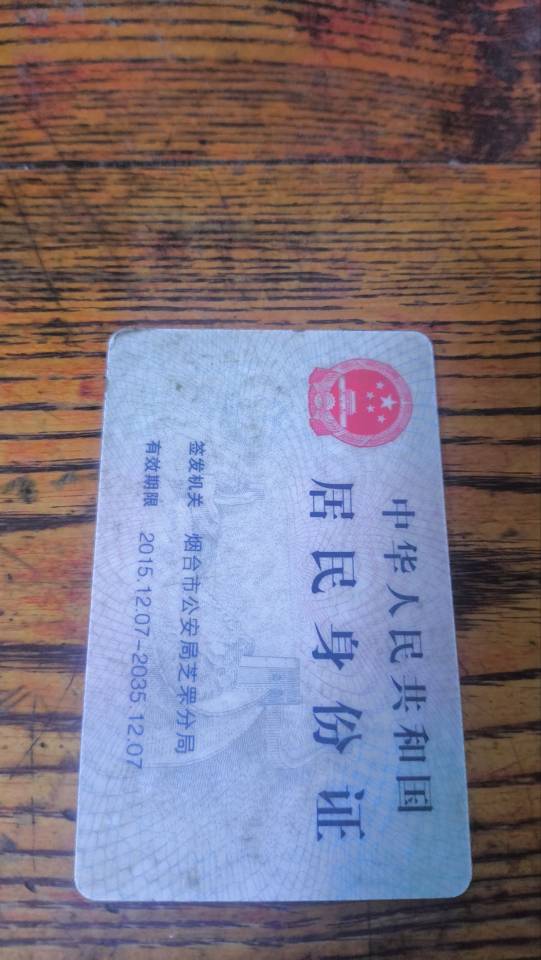 中华人民共和国
居民身份证
签发机关 烟台市公安局芝罘分局
有效期限 2015.12.07-2035.12.07